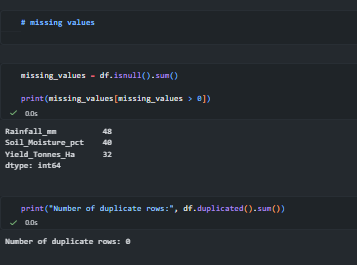 # missing values
missing_values = df.isnull().sum()
print(missing_values[missing_values > 0])
0.0s
Rainfall_mm 48
Soil_Moisture_pct 40
Yield_Tonnes_Ha 32
dtype: int64
print("Number of duplicate rows:", df.duplicated().sum())
0.0s
Number of duplicate rows: 0